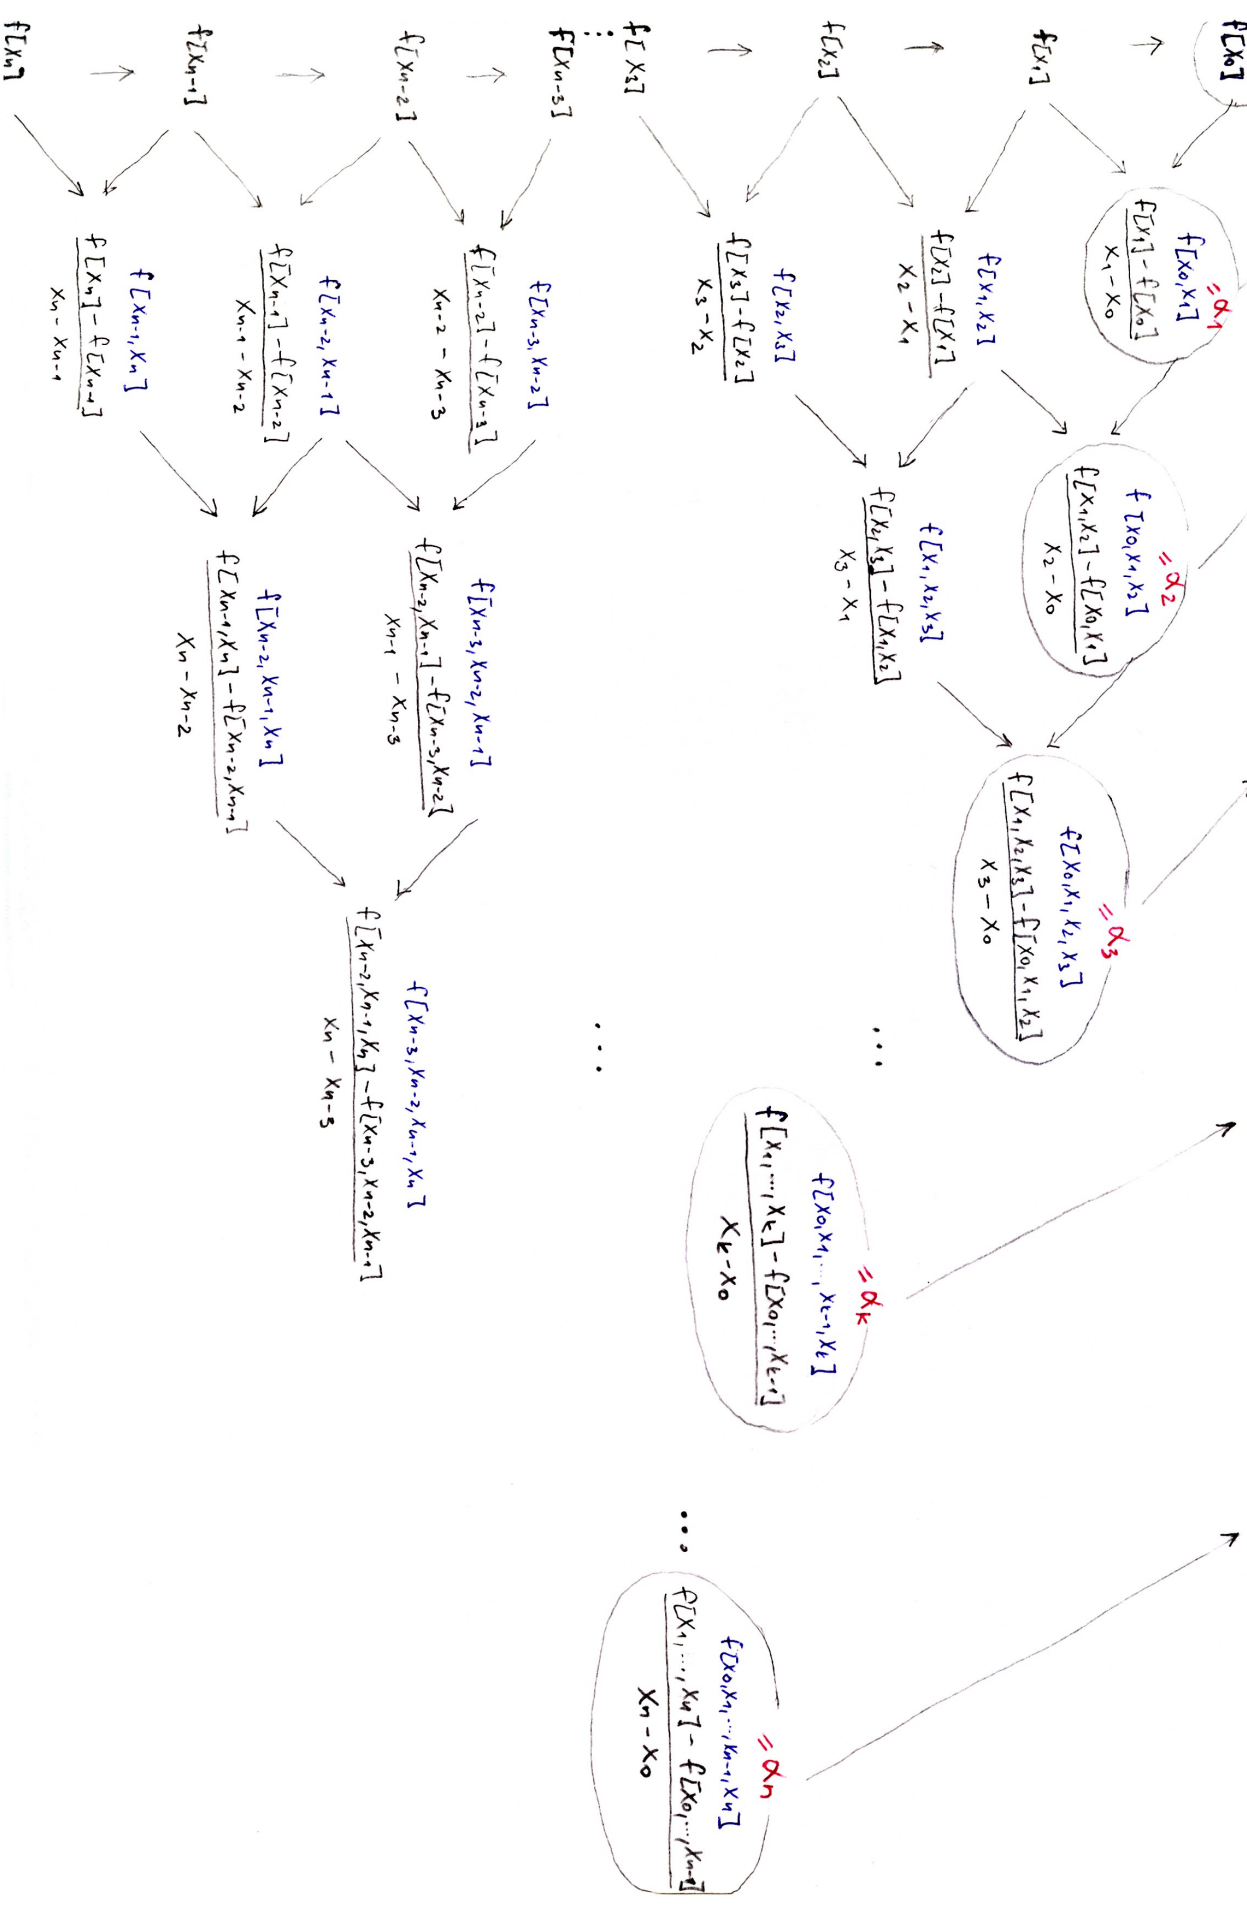 f[x₀]
f[x₁]
f[x₂]
f[x₃]
⋮
f[xₙ₋₃]
f[xₙ₋₂]
f[xₙ₋₁]
f[xₙ]
= α₁
f[x₀,x₁]
f[x₁] - f[x₀]
x₁ - x₀
f[x₁,x₂]
f[x₂] - f[x₁]
x₂ - x₁
f[x₂,x₃]
f[x₃] - f[x₂]
x₃ - x₂
f[xₙ₋₃,xₙ₋₂]
f[xₙ₋₂] - f[xₙ₋₃]
xₙ₋₂ - xₙ₋₃
f[xₙ₋₂,xₙ₋₁]
f[xₙ₋₁] - f[xₙ₋₂]
xₙ₋₁ - xₙ₋₂
f[xₙ₋₁,xₙ]
f[xₙ] - f[xₙ₋₁]
xₙ - xₙ₋₁
= α₂
f[x₀,x₁,x₂]
f[x₁,x₂] - f[x₀,x₁]
x₂ - x₀
f[x₁,x₂,x₃]
f[x₂,x₃] - f[x₁,x₂]
x₃ - x₁
f[xₙ₋₃,xₙ₋₂,xₙ₋₁]
f[xₙ₋₂,xₙ₋₁] - f[xₙ₋₃,xₙ₋₂]
xₙ₋₁ - xₙ₋₃
f[xₙ₋₂,xₙ₋₁,xₙ]
f[xₙ₋₁,xₙ] - f[xₙ₋₂,xₙ₋₁]
xₙ - xₙ₋₂
= α₃
f[x₀,x₁,x₂,x₃]
f[x₁,x₂,x₃] - f[x₀,x₁,x₂]
x₃ - x₀
f[xₙ₋₃,xₙ₋₂,xₙ₋₁,xₙ]
f[xₙ₋₂,xₙ₋₁,xₙ] - f[xₙ₋₃,xₙ₋₂,xₙ₋₁]
xₙ - xₙ₋₃
...
...
= αₖ
f[x₀,x₁,...,xₖ₋₁,xₖ]
f[x₁,...,xₖ] - f[x₀,...,xₖ₋₁]
xₖ - x₀
...
= αₙ
f[x₀,x₁,...,xₙ₋₁,xₙ]
f[x₁,...,xₙ] - f[x₀,...,xₙ₋₁]
xₙ - x₀